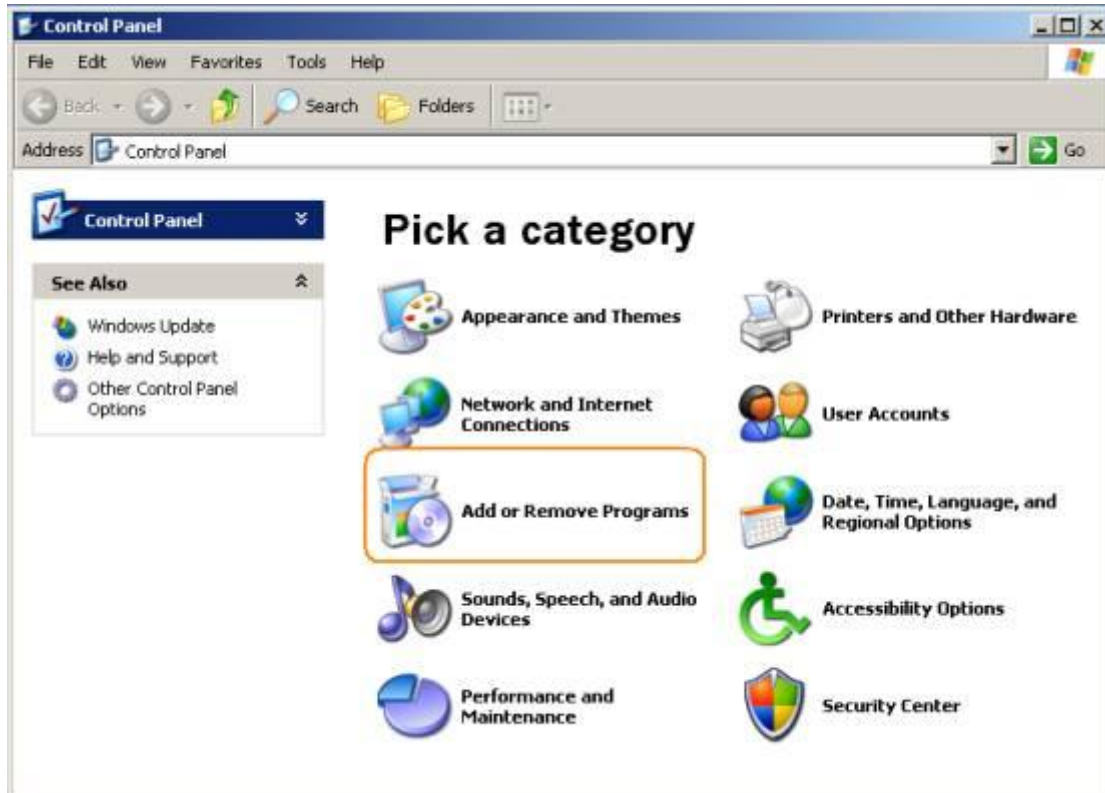 Control Panel
File Edit View Favorites Tools Help
Back Search Folders
Address Control Panel Go
Control Panel
See Also
Windows Update
Help and Support
Other Control Panel
Options
Pick a category
Appearance and Themes
Printers and Other Hardware
Network and Internet
Connections
User Accounts
Add or Remove Programs
Date, Time, Language, and
Regional Options
Sounds, Speech, and Audio
Devices
Accessibility Options
Performance and
Maintenance
Security Center